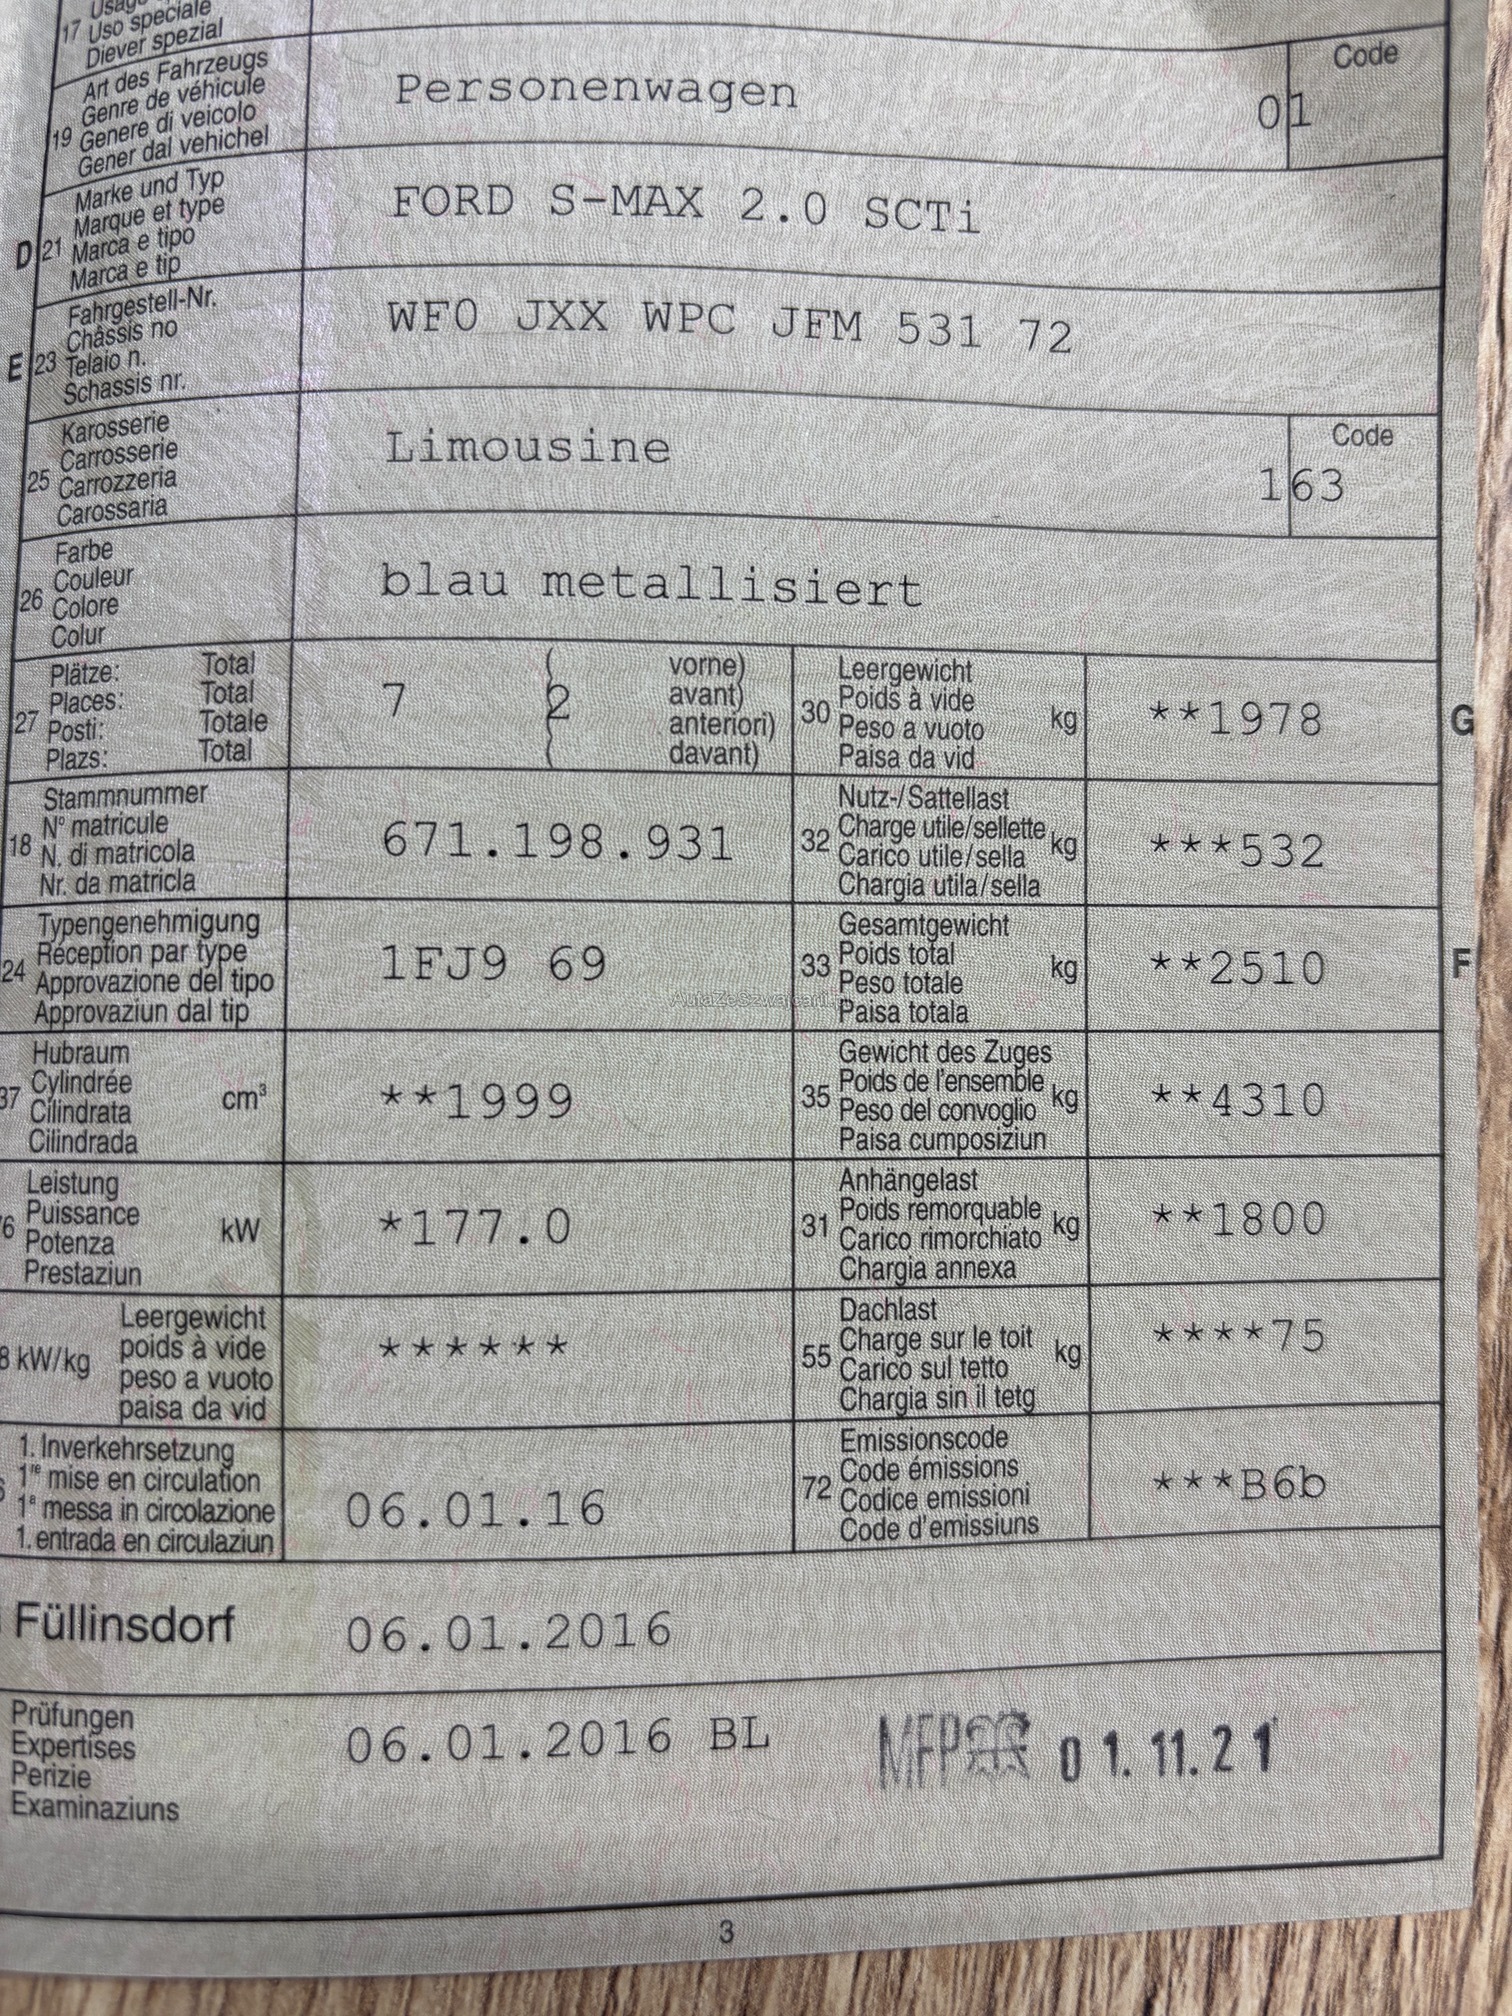 17 Uso speciale
Diever spezial
Art des Fahrzeugs
Genre de véhicule
19 Genere di veicolo
Gener dal vehichel
Personenwagen
Code
01
Marke und Typ
Marque et type
D 21 Marca e tipo
Marca e tip
FORD S-MAX 2.0 SCTi
Fahrgestell-Nr.
Châssis no
E 23 Telaio n.
Schassis nr.
WF0 JXX WPC JFM 531 72
Karosserie
Carrosserie
25 Carrozzeria
Carossaria
Limousine
Code
163
Farbe
Couleur
26 Colore
Colur
blau metallisiert
Plätze: Total
Places: Total
27 Posti: Totale
Plazs: Total
7 ( 2 vorne)
avant)
anteriori)
( davant)
Leergewicht
30 Poids à vide
Peso a vuoto kg
Paisa da vid
**1978
G
Stammnummer
N° matricule
18 N. di matricola
Nr. da matricla
671.198.931
Nutz-/Sattellast
32 Charge utile/sellette kg
Carico utile/sella
Chargia utila/sella
***532
Typengenehmigung
Réception par type
24 Approvazione del tipo
Approvaziun dal tip
1FJ9 69
Gesamtgewicht
Poids total
33 Peso totale kg
Paisa totala
**2510
F
Hubraum
37 Cylindrée
Cilindrata cm³
Cilindrada
**1999
Gewicht des Zuges
35 Poids de l'ensemble kg
Peso del convoglio
Paisa cumposiziun
**4310
Leistung
76 Puissance
Potenza kW
Prestaziun
*177.0
Anhängelast
Poids remorquable
31 Carico rimorchiato kg
Chargia annexa
**1800
Leergewicht
8 kW/kg poids à vide
peso a vuoto
paisa da vid
******
Dachlast
55 Charge sur le toit kg
Carico sul tetto
Chargia sin il tetg
****75
1. Inverkehrsetzung
1re mise en circulation
1a messa in circolazione
1. entrada en circulaziun
06.01.16
Emissionscode
72 Code émissions
Codice emissioni
Code d'emissiuns
***B6b
Füllinsdorf 06.01.2016
Prüfungen
Expertises
Perizie
Examinaziuns
06.01.2016 BL
MFP 01.11.21
3